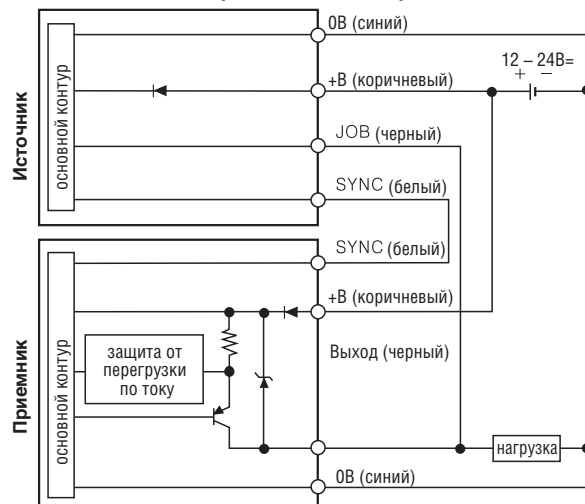 Источник
основной контур
0В (синий)
+В (коричневый)
12 – 24В=
+ –
JOB (черный)
SYNC (белый)
Приемник
основной контур
SYNC (белый)
+В (коричневый)
защита от
перегрузки
по току
Выход (черный)
нагрузка
0В (синий)